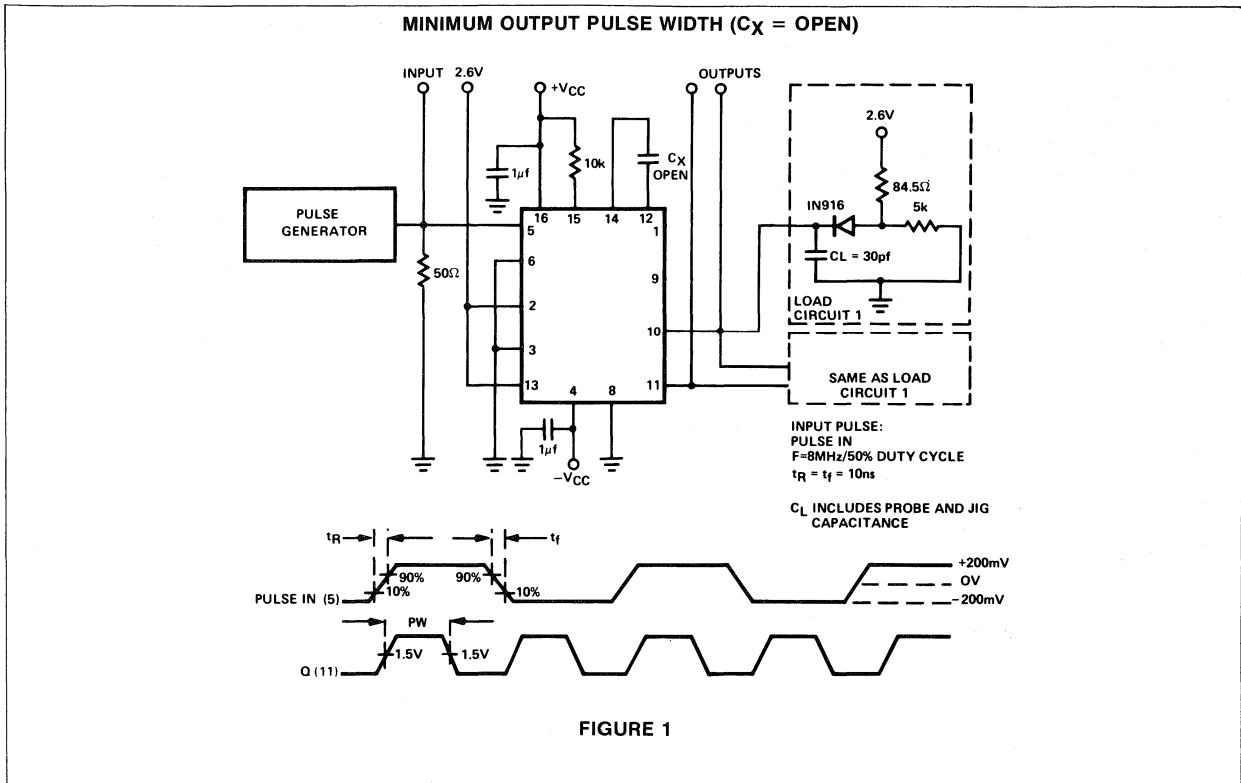 MINIMUM OUTPUT PULSE WIDTH (CX = OPEN)
INPUT 2.6V
+VCC
OUTPUTS
2.6V
1μf
10k
CX
OPEN
84.5Ω
5k
IN916
CL = 30pf
LOAD
CIRCUIT 1
PULSE
GENERATOR
50Ω
16 15 14 12
5 1
6
9
2
10
3
13 4 8 11
SAME AS LOAD
CIRCUIT 1
1μf
−VCC
INPUT PULSE:
PULSE IN
F=8MHz/50% DUTY CYCLE
tR = tf = 10ns
CL INCLUDES PROBE AND JIG
CAPACITANCE
tR tf
90% 90%
10% 10%
PULSE IN (5)
+200mV
OV
−200mV
PW
1.5V 1.5V
Q (11)
FIGURE 1